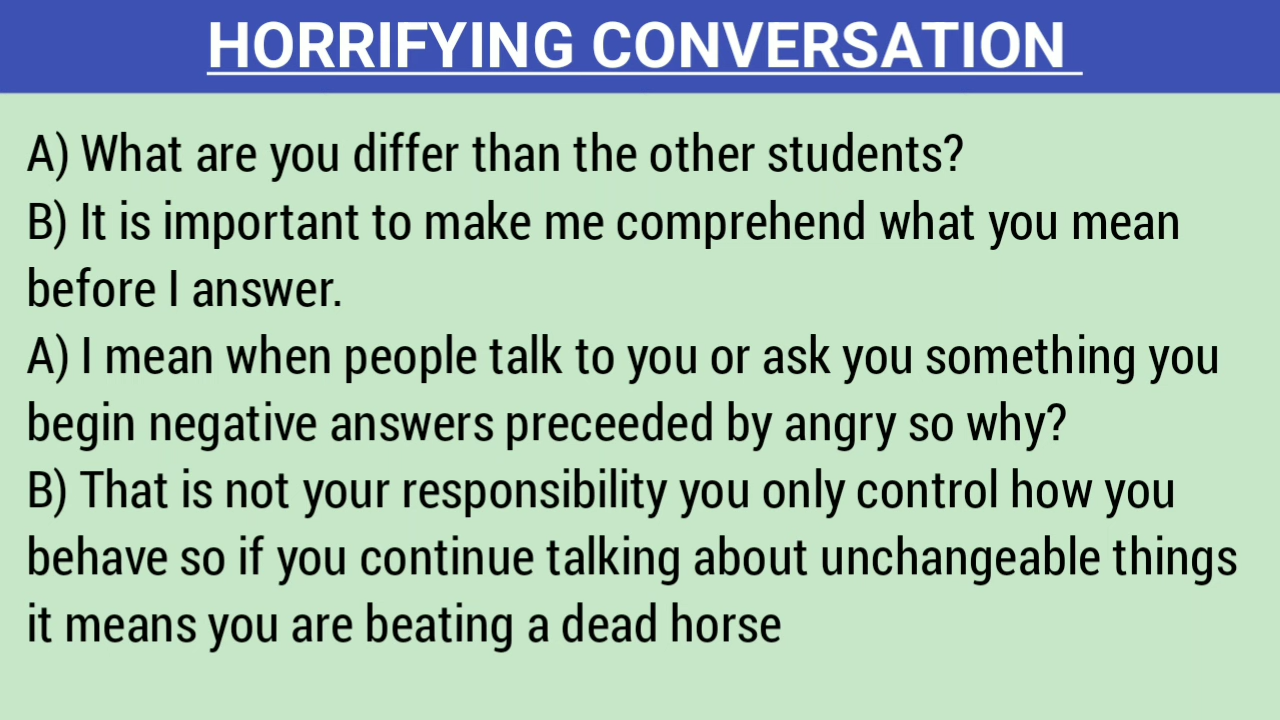 HORRIFYING CONVERSATION
A) What are you differ than the other students?
B) It is important to make me comprehend what you mean
before I answer.
A) I mean when people talk to you or ask you something you
begin negative answers preceeded by angry so why?
B) That is not your responsibility you only control how you
behave so if you continue talking about unchangeable things
it means you are beating a dead horse